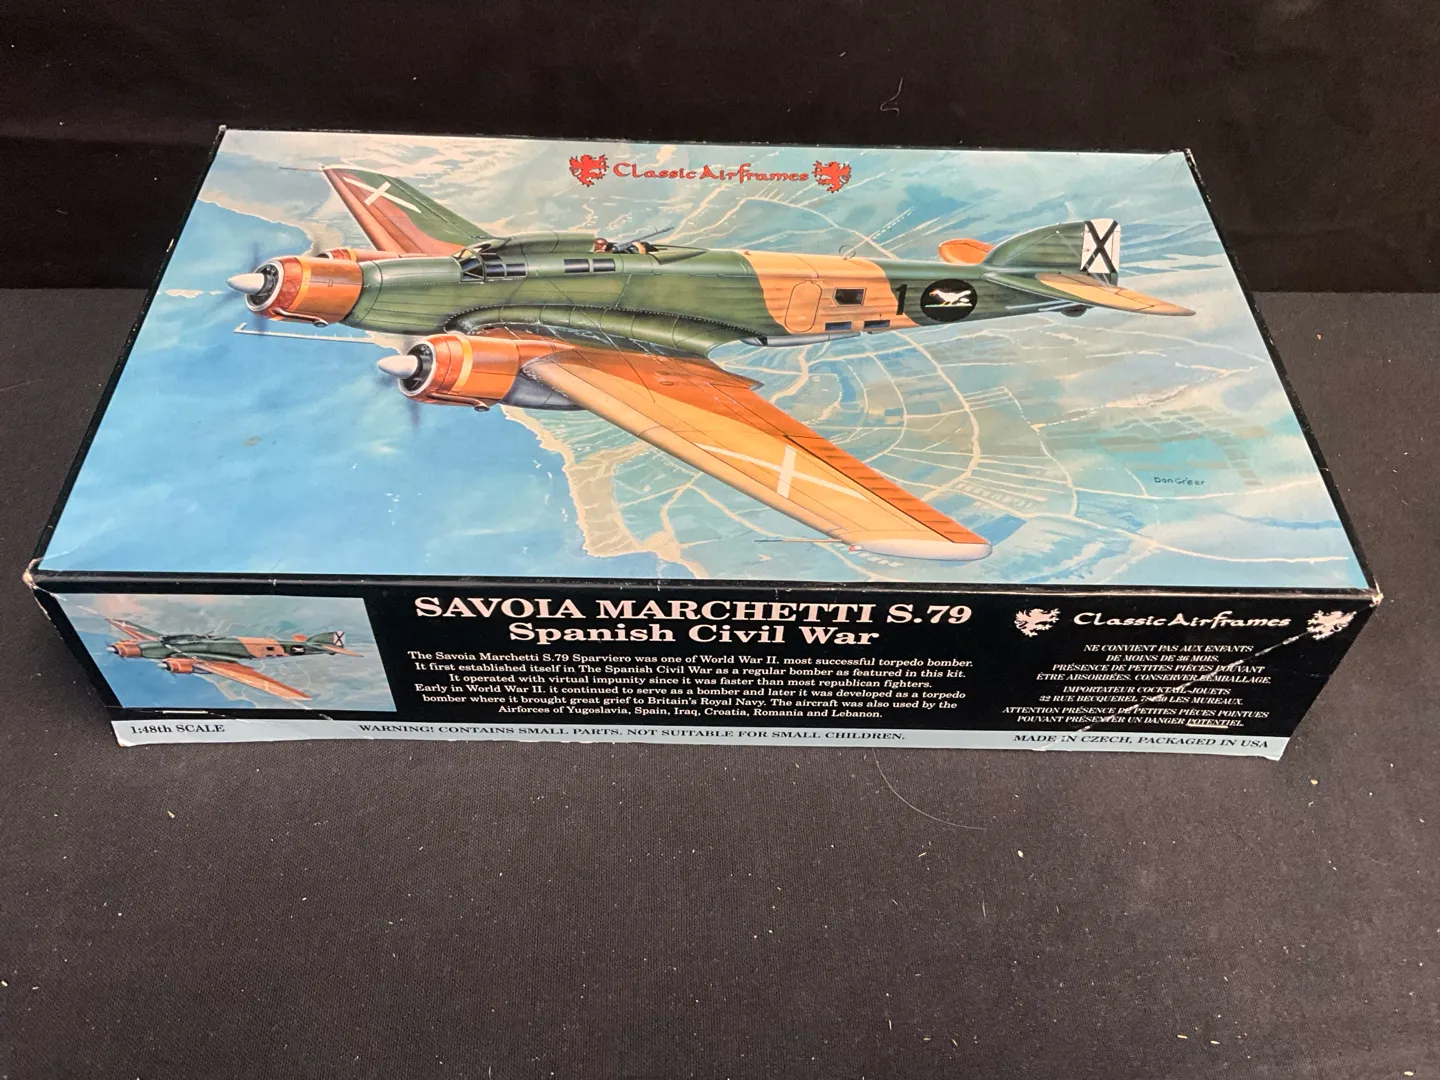 Classic Airframes
1
Don Greer
SAVOIA MARCHETTI S.79
Spanish Civil War
The Savoia Marchetti S.79 Sparviero was one of World War II. most successful torpedo bomber.
It first established itself in The Spanish Civil War as a regular bomber as featured in this kit.
It operated with virtual impunity since it was faster than most republican fighters.
Early in World War II. it continued to serve as a bomber and later it was developed as a torpedo
bomber where it brought great grief to Britain's Royal Navy. The aircraft was also used by the
Airforces of Yugoslavia, Spain, Iraq, Croatia, Romania and Lebanon.
Classic Airframes
NE CONVIENT PAS AUX ENFANTS
DE MOINS DE 36 MOIS.
PRÉSENCE DE PETITES PIÈCES POUVANT
ÊTRE ABSORBÉES. CONSERVER L'EMBALLAGE.
IMPORTATEUR COCKTAIL JOUETS
32 RUE BECQUEREL LES MUREAUX.
ATTENTION PRÉSENCE DE PETITES PIÈCES POINTUES
POUVANT PRÉSENTER UN DANGER POTENTIEL.
1:48th SCALE
WARNING! CONTAINS SMALL PARTS. NOT SUITABLE FOR SMALL CHILDREN.
MADE IN CZECH, PACKAGED IN USA